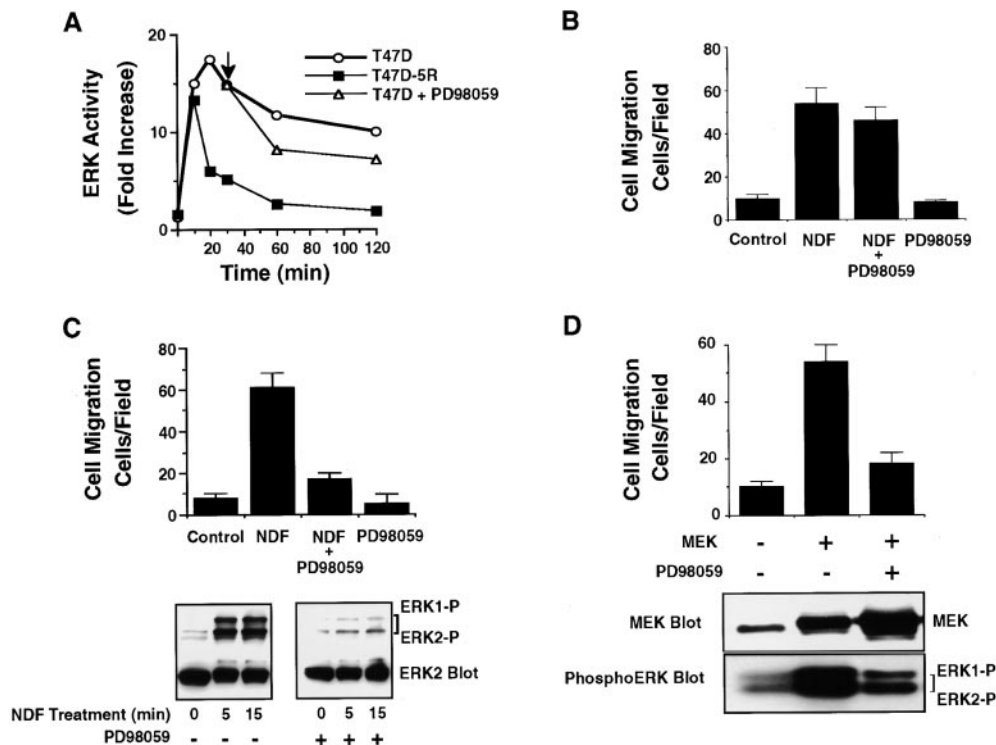 A
20
10
0
ERK Activity
(Fold Increase)
20 40 60 80 100 120
Time (min)
T47D
T47D-5R
T47D + PD98059
B
80
60
40
20
0
Cell Migration
Cells/Field
Control NDF NDF + PD98059 PD98059
C
80
60
40
20
0
Cell Migration
Cells/Field
Control NDF NDF + PD98059 PD98059
ERK1-P
ERK2-P
ERK2 Blot
NDF Treatment (min) 0 5 15 0 5 15
PD98059 - - - + + +
D
60
40
20
0
Cell Migration
Cells/Field
MEK - + +
PD98059 - - +
MEK Blot MEK
PhosphoERK Blot ERK1-P
ERK2-P